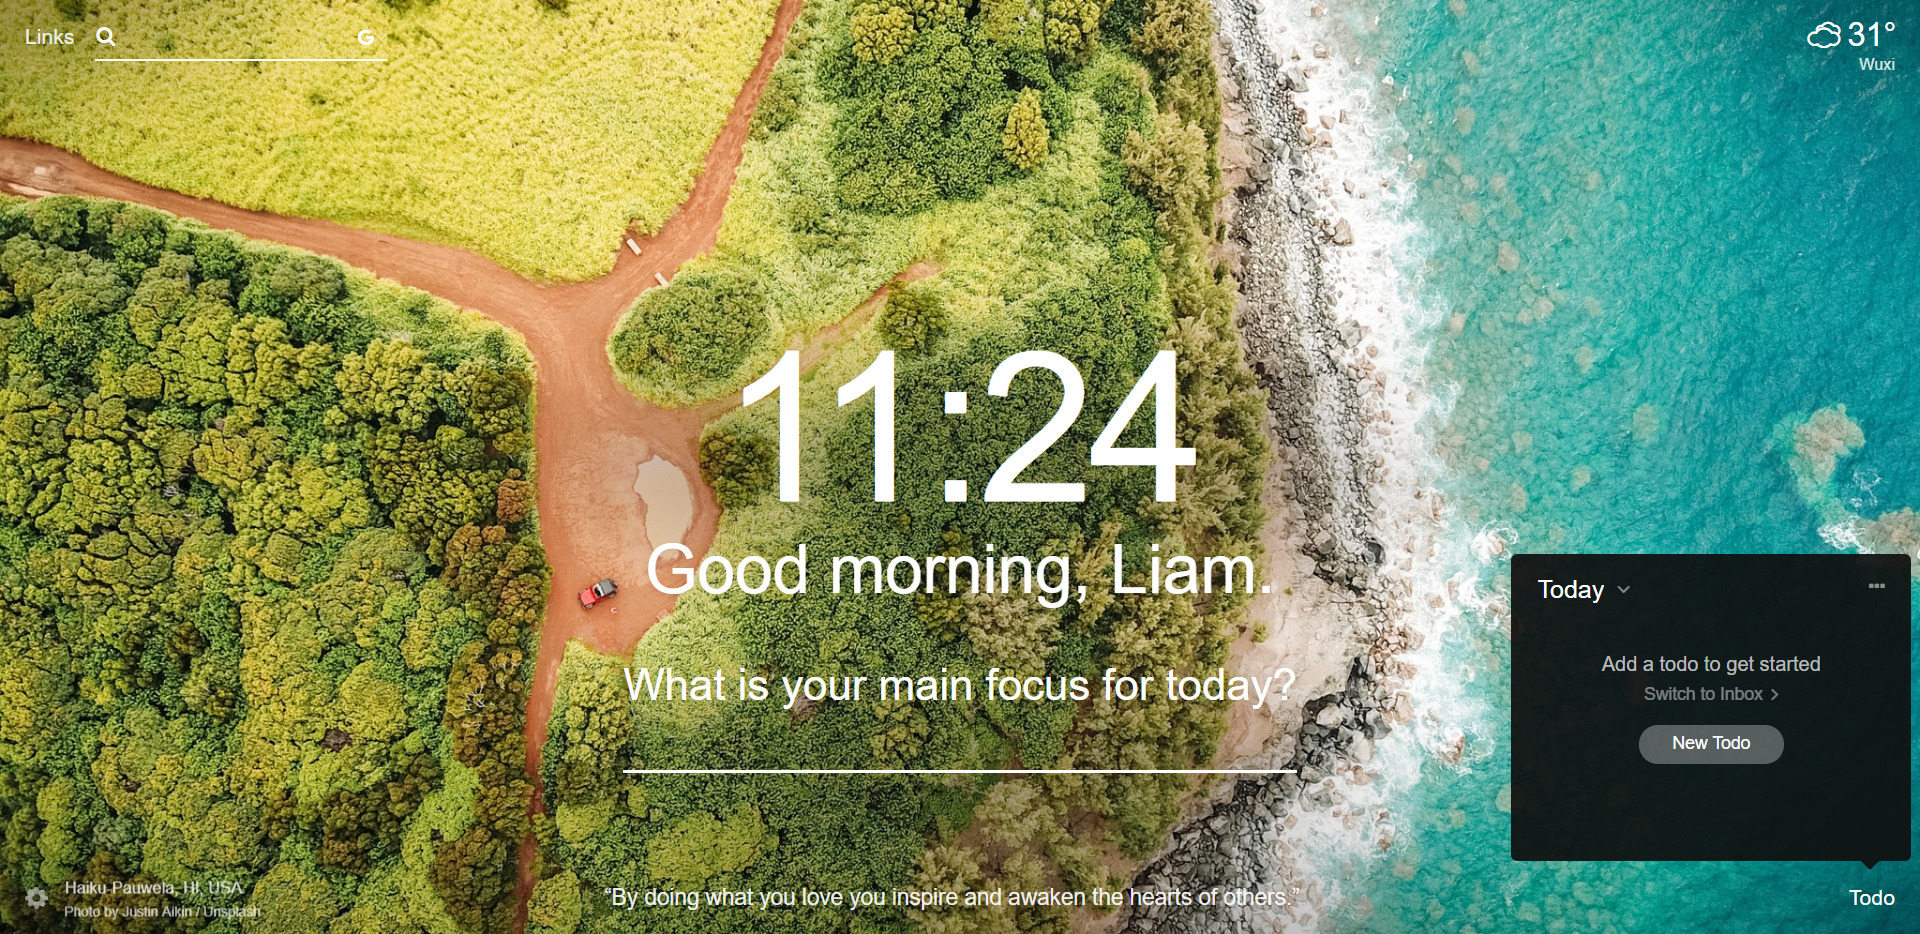 Links
31°
Wuxi
11:24
Good morning, Liam.
What is your main focus for today?
Today
Add a todo to get started
Switch to Inbox
New Todo
Haiku-Pauwela, HI, USA
Photo by Justin Aikin / Unsplash
“By doing what you love you inspire and awaken the hearts of others.”
Todo